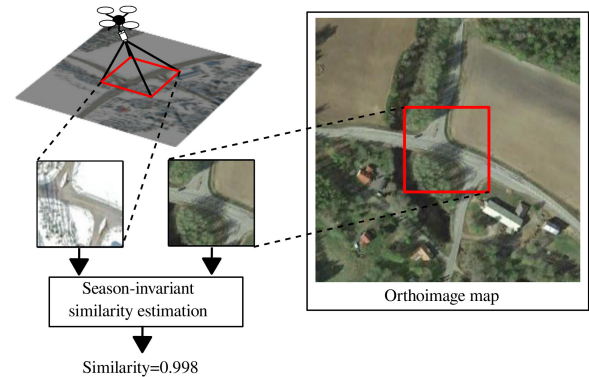 Orthoimage map
Season-invariant
similarity estimation
Similarity=0.998